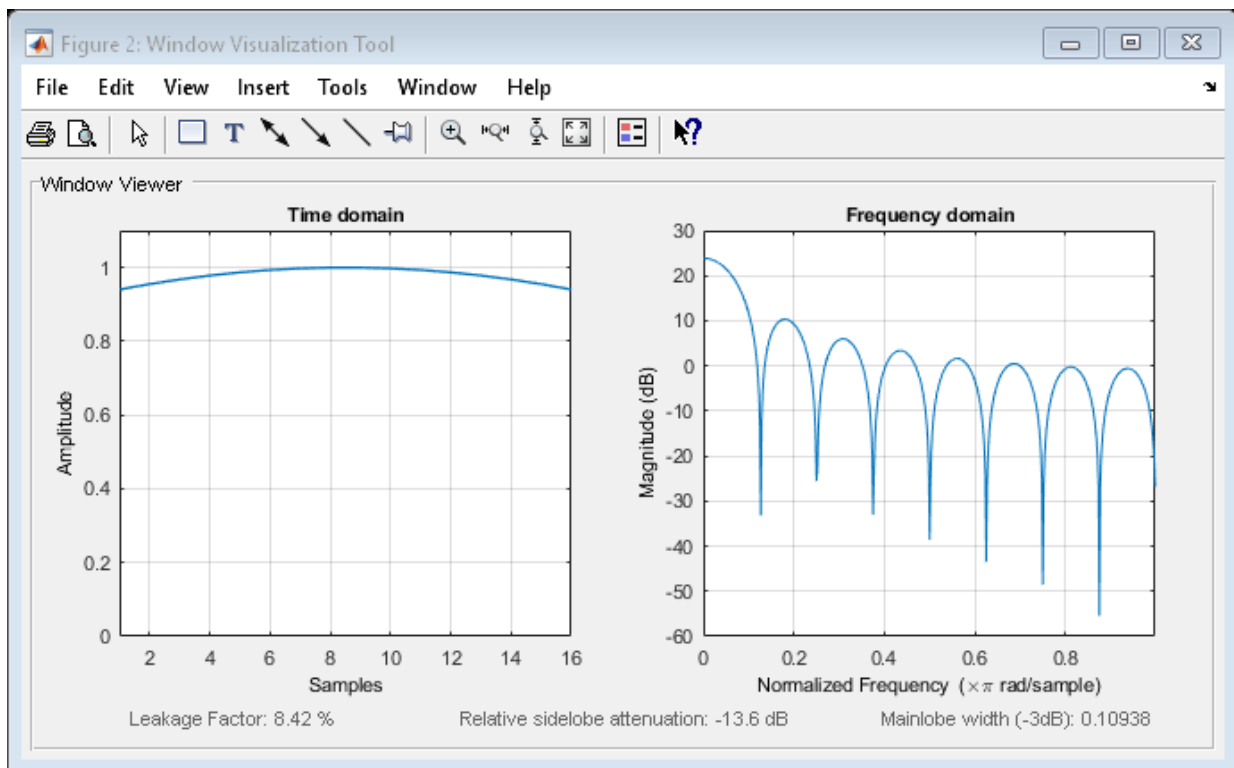 Figure 2: Window Visualization Tool
File Edit View Insert Tools Window Help
Window Viewer
Time domain
1
0.8
0.6
0.4
0.2
0
Amplitude
2 4 6 8 10 12 14 16
Samples
Frequency domain
30
20
10
0
-10
-20
-30
-40
-50
-60
Magnitude (dB)
0 0.2 0.4 0.6 0.8
Normalized Frequency (×π rad/sample)
Leakage Factor: 8.42 % Relative sidelobe attenuation: -13.6 dB Mainlobe width (-3dB): 0.10938